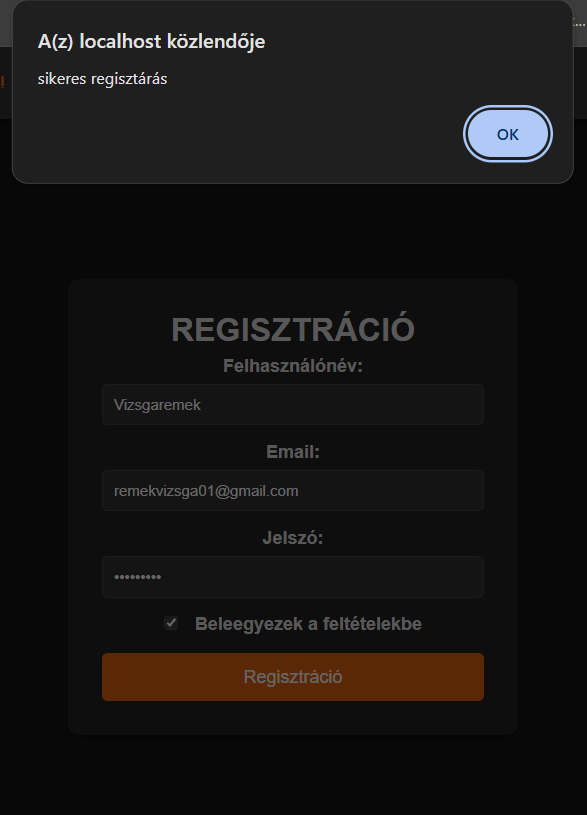 A(z) localhost közlendője
sikeres regisztárás
OK
REGISZTRÁCIÓ
Felhasználónév:
Vizsgaremek
Email:
remekvizsga01@gmail.com
Jelszó:
•••••••••
Beleegyezek a feltételekbe
Regisztráció